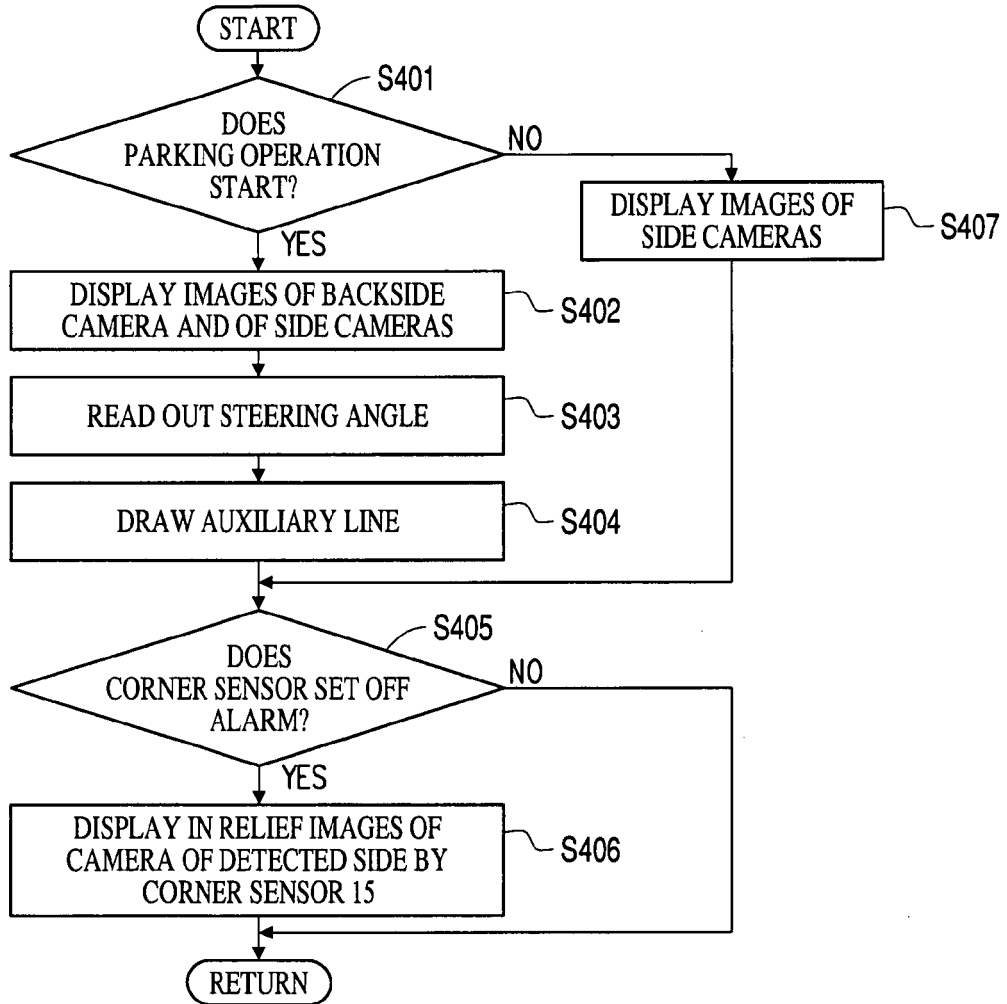 START
S401
DOES
PARKING OPERATION
START?
NO
YES
DISPLAY IMAGES OF
SIDE CAMERAS
S407
DISPLAY IMAGES OF BACKSIDE
CAMERA AND OF SIDE CAMERAS
S402
READ OUT STEERING ANGLE
S403
DRAW AUXILIARY LINE
S404
S405
DOES
CORNER SENSOR SET OFF
ALARM?
NO
YES
DISPLAY IN RELIEF IMAGES OF
CAMERA OF DETECTED SIDE BY
CORNER SENSOR 15
S406
RETURN